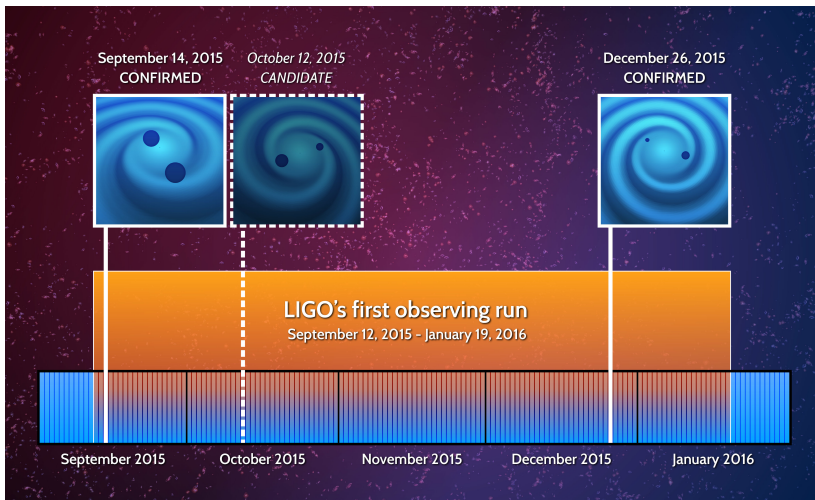 September 14, 2015
CONFIRMED
October 12, 2015
CANDIDATE
December 26, 2015
CONFIRMED
LIGO's first observing run
September 12, 2015 - January 19, 2016
September 2015
October 2015
November 2015
December 2015
January 2016